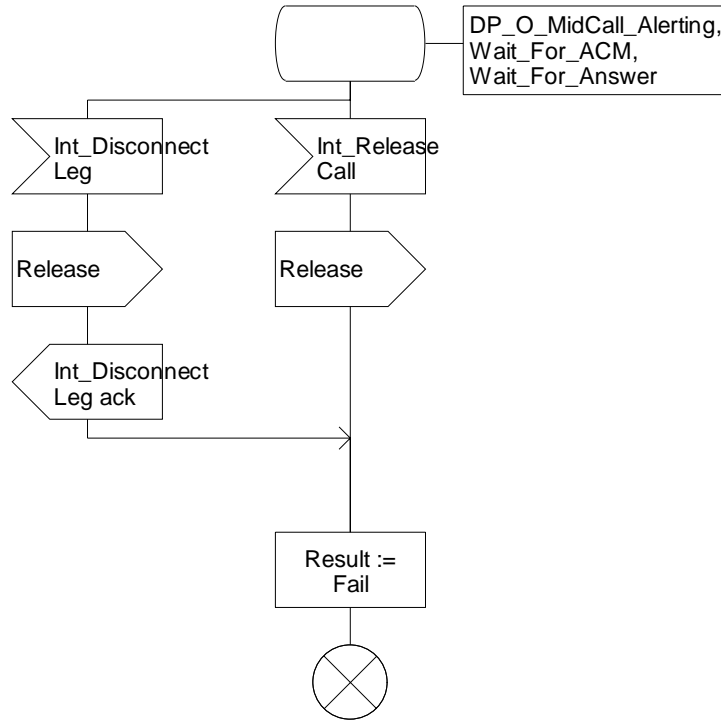 DP_O_MidCall_Alerting,
Wait_For_ACM,
Wait_For_Answer
Int_Disconnect
Leg
Int_Release
Call
Release
Release
Int_Disconnect
Leg ack
Result :=
Fail